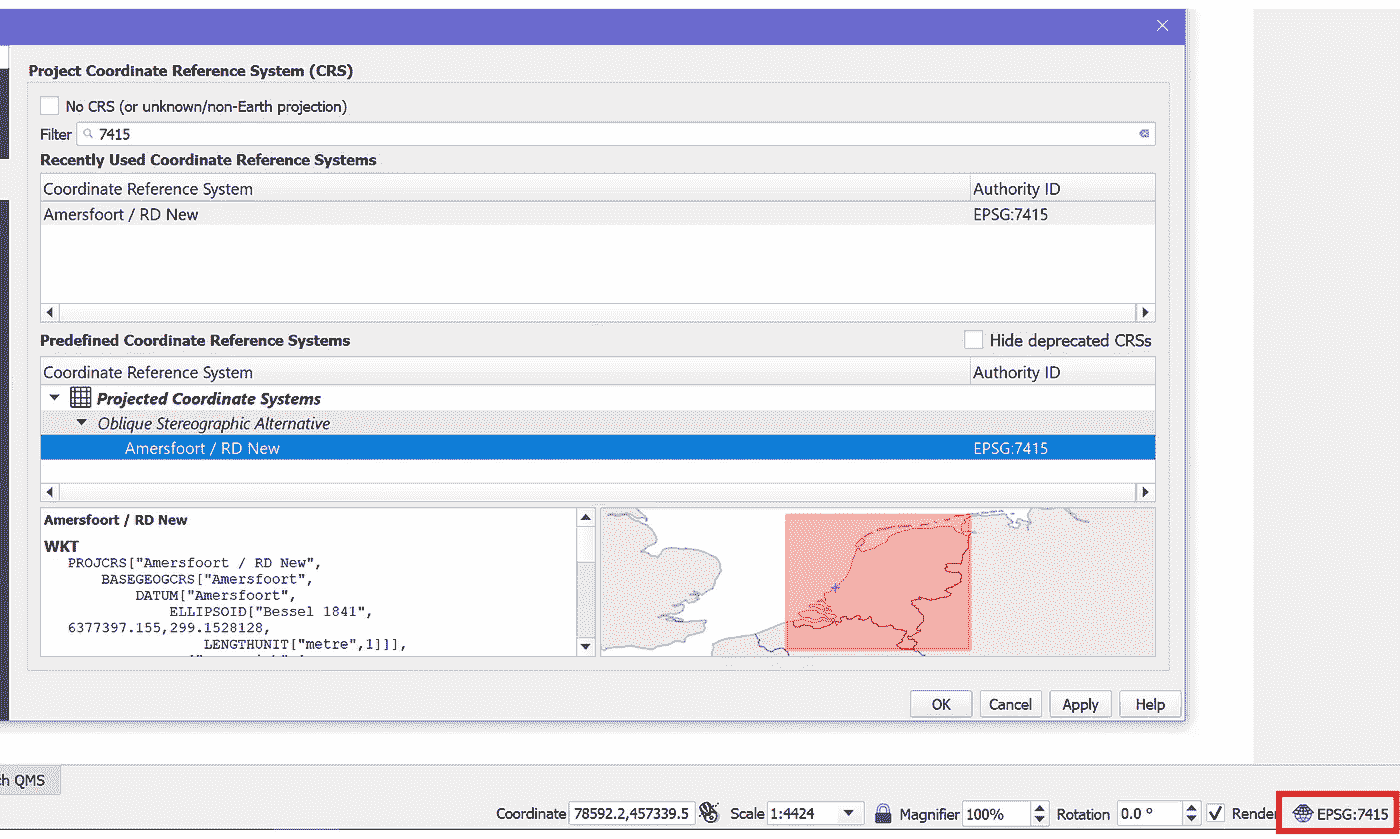 Project Coordinate Reference System (CRS)
No CRS (or unknown/non-Earth projection)
Filter 7415
Recently Used Coordinate Reference Systems
Coordinate Reference System Authority ID
Amersfoort / RD New EPSG:7415
Predefined Coordinate Reference Systems Hide deprecated CRSs
Coordinate Reference System Authority ID
Projected Coordinate Systems
Oblique Stereographic Alternative
Amersfoort / RD New EPSG:7415
Amersfoort / RD New
WKT
PROJCRS["Amersfoort / RD New",
BASEGEOGCRS["Amersfoort",
DATUM["Amersfoort",
ELLIPSOID["Bessel 1841",
6377397.155,299.1528128,
LENGTHUNIT["metre",1]]],
OK Cancel Apply Help
ch QMS
Coordinate 78592.2,457339.5 Scale 1:4424 Magnifier 100% Rotation 0.0 ° Render EPSG:7415